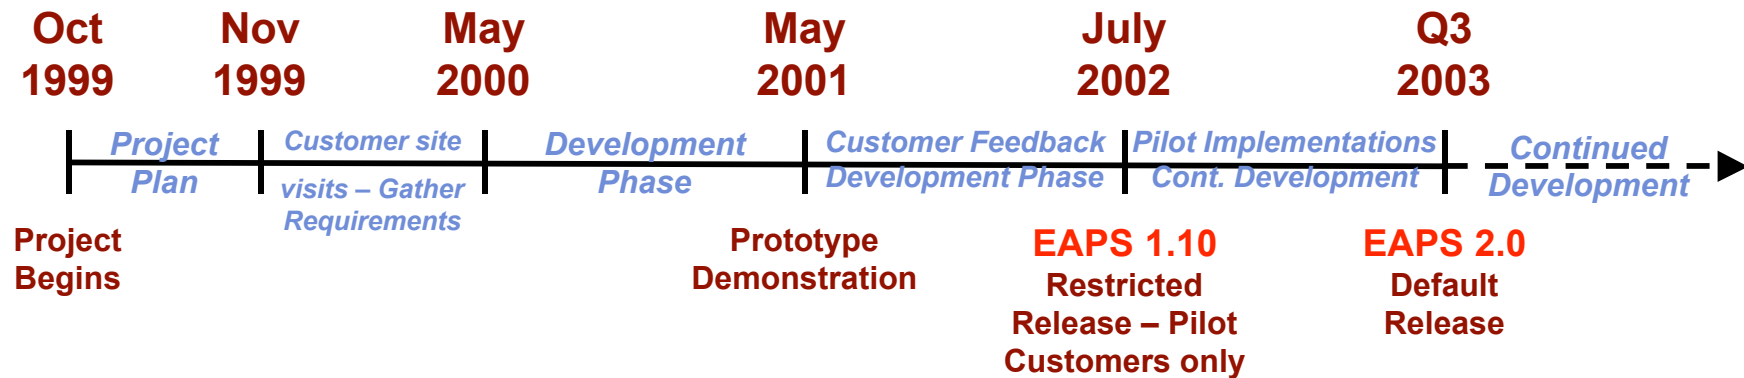 Oct
1999
Nov
1999
May
2000
May
2001
July
2002
Q3
2003
Project
Plan
Customer site
visits – Gather
Requirements
Development
Phase
Customer Feedback
Development Phase
Pilot Implementations
Cont. Development
Continued
Development
Project
Begins
Prototype
Demonstration
EAPS 1.10
Restricted
Release – Pilot
Customers only
EAPS 2.0
Default
Release